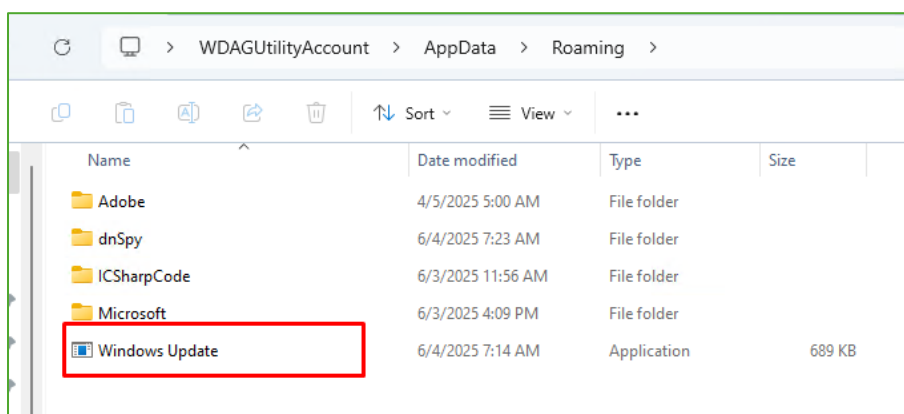 WDAGUtilityAccount > AppData > Roaming >
Sort View ...
Name Date modified Type Size
Adobe 4/5/2025 5:00 AM File folder
dnSpy 6/4/2025 7:23 AM File folder
ICSharpCode 6/3/2025 11:56 AM File folder
Microsoft 6/3/2025 4:09 PM File folder
Windows Update 6/4/2025 7:14 AM Application 689 KB